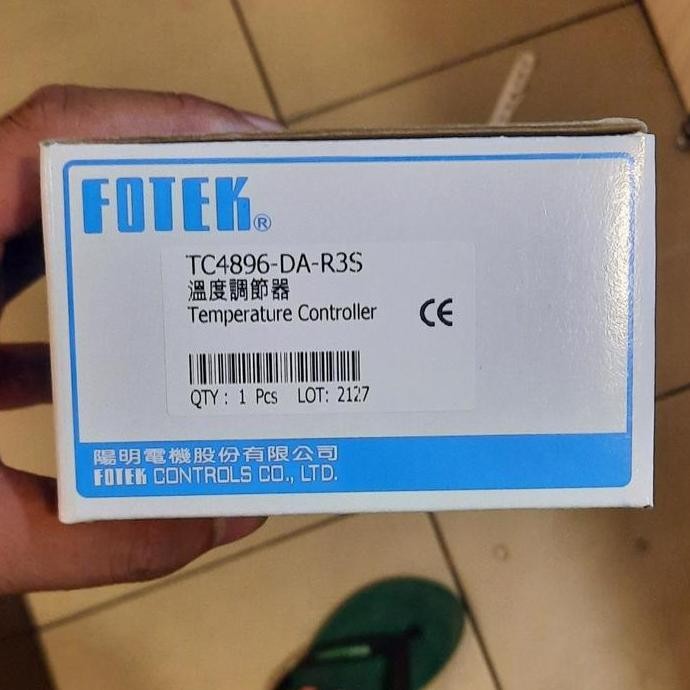 FOTEK®
TC4896-DA-R3S
溫度調節器
Temperature Controller
CE
QTY : 1 Pcs LOT: 2127
陽明電機股份有限公司
FOTEK CONTROLS CO., LTD.